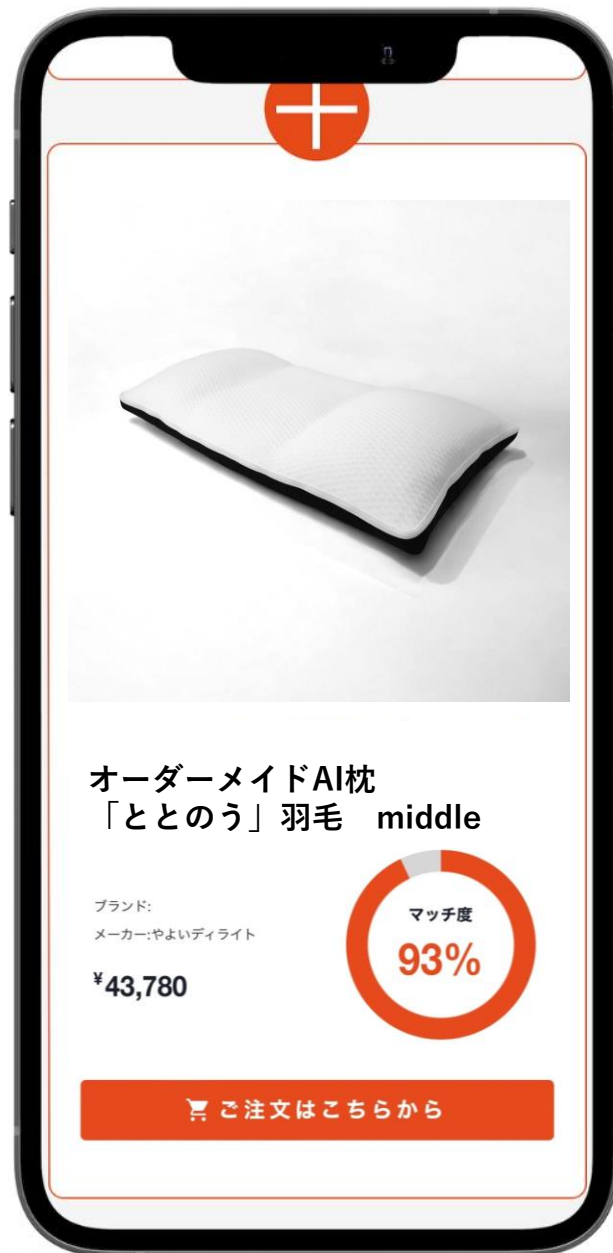 オーダーメイドAI枕
「ととのう」羽毛　middle
ブランド:
メーカー:やよいディライト
¥43,780
マッチ度
93%
ご注文はこちらから